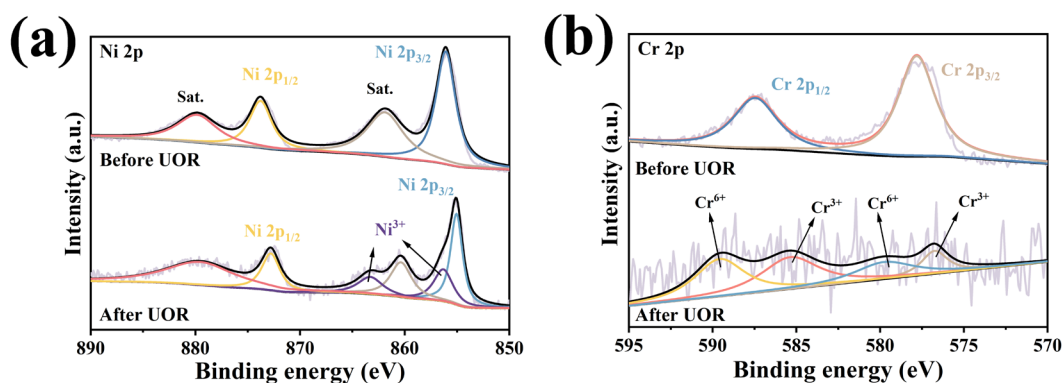 (a)
Ni 2p
Ni 2p3/2
Ni 2p1/2
Sat.
Sat.
Before UOR
Ni 2p3/2
Ni3+
Ni 2p1/2
After UOR
Intensity (a.u.)
890 880 870 860 850
Binding energy (eV)
(b)
Cr 2p
Cr 2p3/2
Cr 2p1/2
Before UOR
Cr6+
Cr3+
Cr6+
Cr3+
After UOR
Intensity (a.u.)
595 590 585 580 575 570
Binding energy (eV)